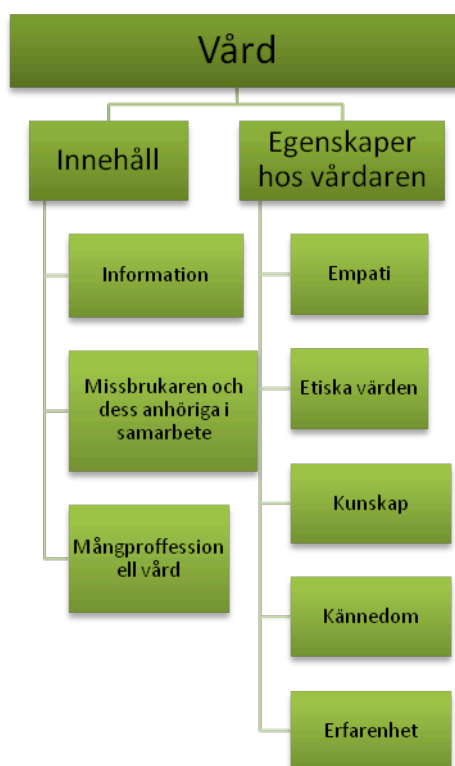 Vård
Innehåll
Information
Missbrukaren och
dess anhöriga i
samarbete
Mångproffession
ell vård
Egenskaper
hos vårdaren
Empati
Etiska värden
Kunskap
Kännedom
Erfarenhet